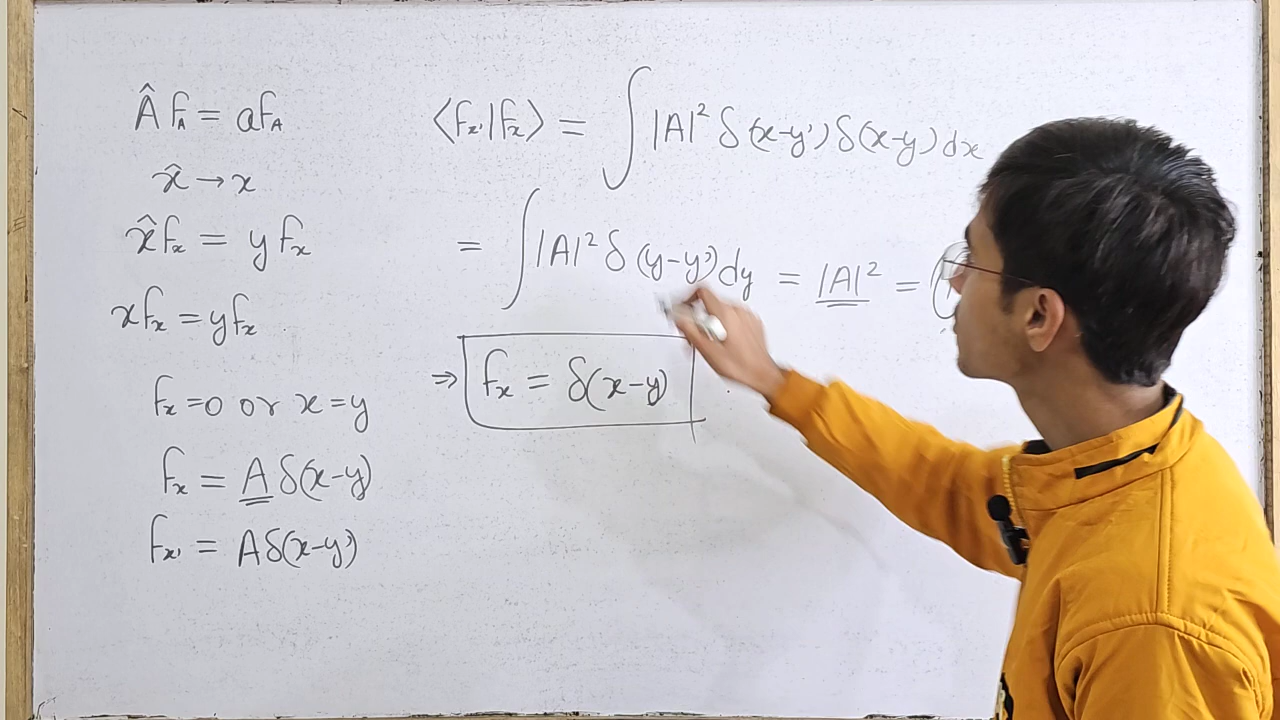 Â f_A = a f_A
x̂ → x
x̂ f_x = y f_x
x f_x = y f_x
f_x = 0 or x = y
f_x = A δ(x-y)
f_x' = A δ(x-y')
⟨f_x'|f_x⟩ = ∫ |A|² δ(x-y') δ(x-y) dx
= ∫ |A|² δ(y-y') dy = |A|² =
⇒ f_x = δ(x-y)